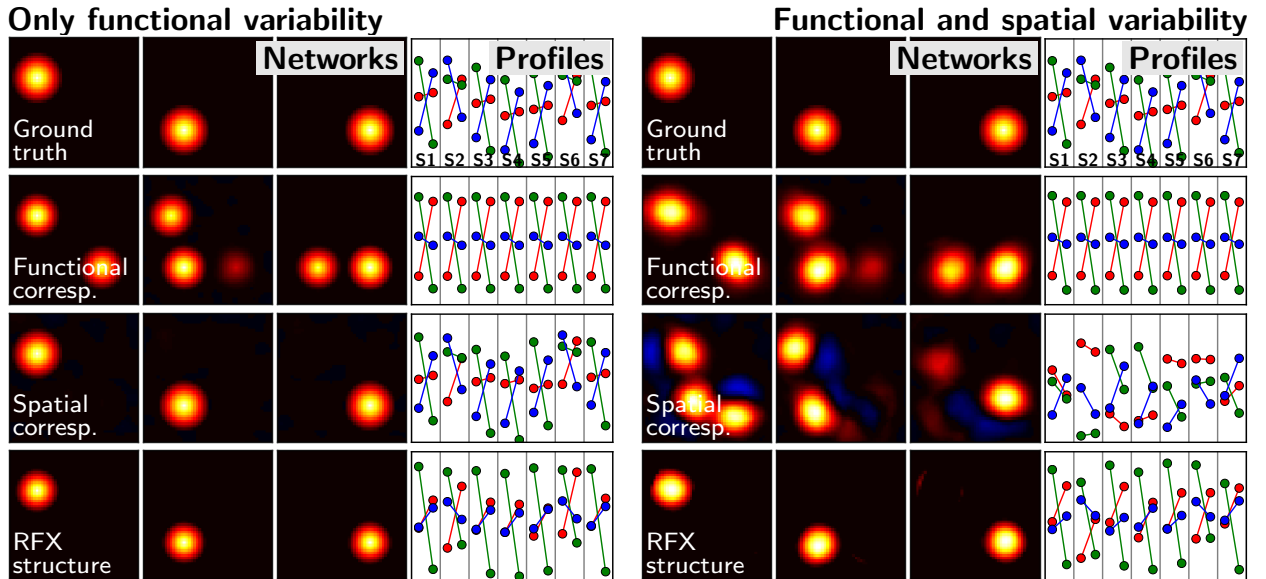 Only functional variability
Functional and spatial variability
Networks
Profiles
Networks
Profiles
Ground
truth
S1 S2 S3 S4 S5 S6 S7
Ground
truth
S1 S2 S3 S4 S5 S6 S7
Functional
corresp.
Functional
corresp.
Spatial
corresp.
Spatial
corresp.
RFX
structure
RFX
structure